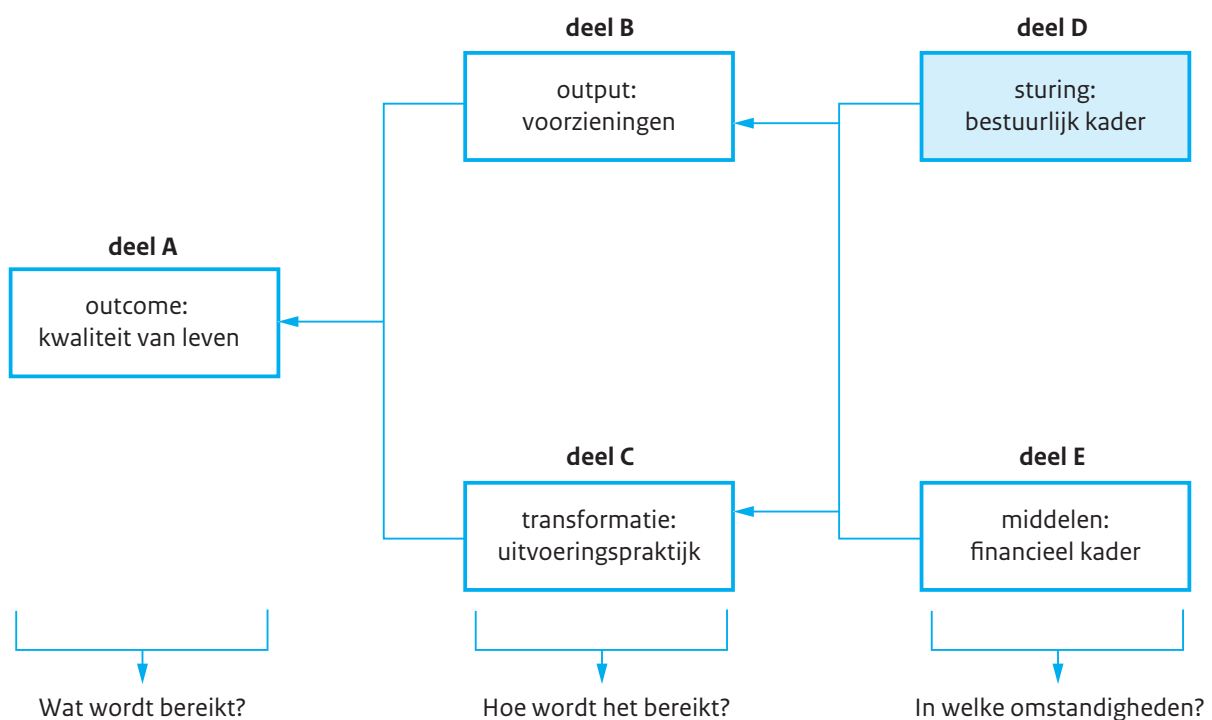 deel B
output:
voorzieningen
deel D
sturing:
bestuurlijk kader
deel A
outcome:
kwaliteit van leven
deel C
transformatie:
uitvoeringspraktijk
deel E
middelen:
financieel kader
Wat wordt bereikt?
Hoe wordt het bereikt?
In welke omstandigheden?